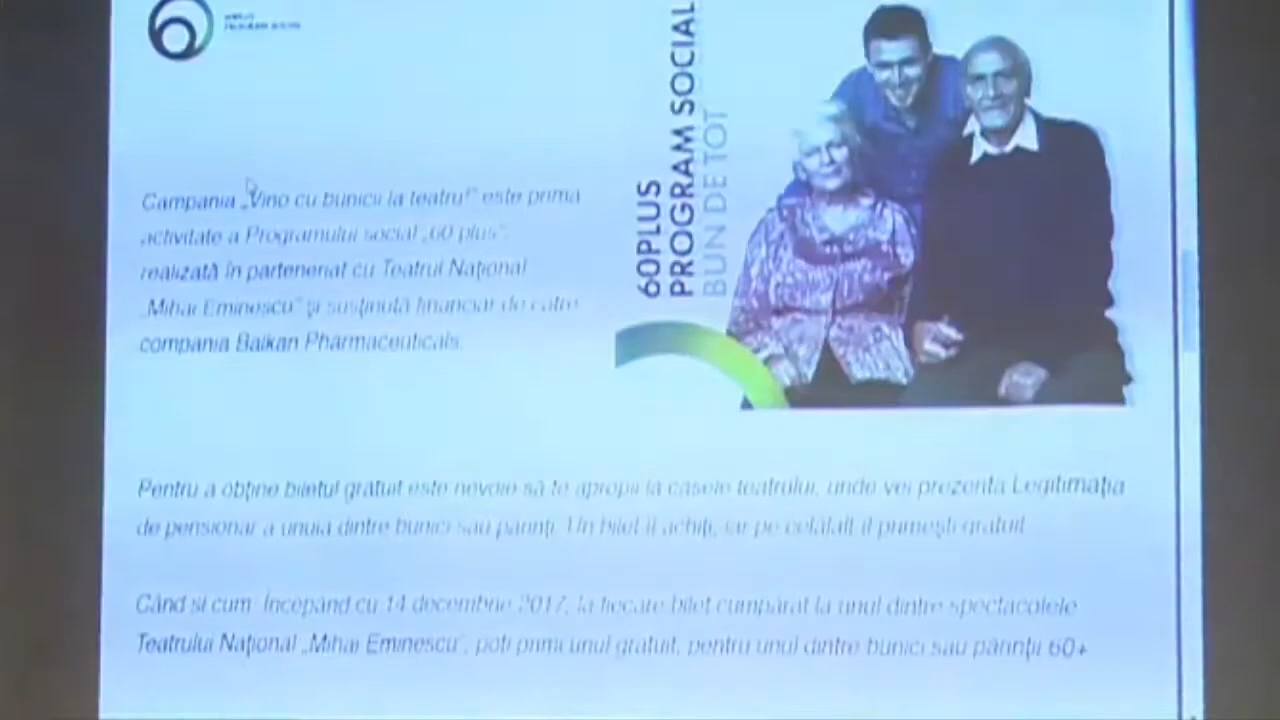 60PLUS
PROGRAM SOCIAL
BUN DE TOT
Campania „Vino cu bunicii la teatru!” este prima
activitate a Programului social „60 plus”,
realizată în parteneriat cu Teatrul Național
„Mihai Eminescu” și susținută financiar de către
compania Balkan Pharmaceuticals.
Pentru a obține biletul gratuit este nevoie să te apropii la casele teatrului, unde vei prezenta Legitimația
de pensionar a unuia dintre bunici sau părinți. Un bilet îl achiți, iar pe celălalt îl primești gratuit.
Când si cum: Începând cu 14 decembrie 2017, la fiecare bilet cumpărat la unul dintre spectacolele
Teatrului Național „Mihai Eminescu”, poti primi unul gratuit, pentru unul dintre bunici sau părinții 60+